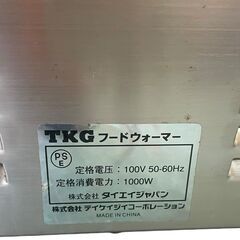 TKG フードウォーマー
PS
E
定格電圧：100V 50-60Hz
定格消費電力：1000W
株式会社 タイエイジャパン
株式会社 テイケイジイコーポレーション
MADE IN CHINA